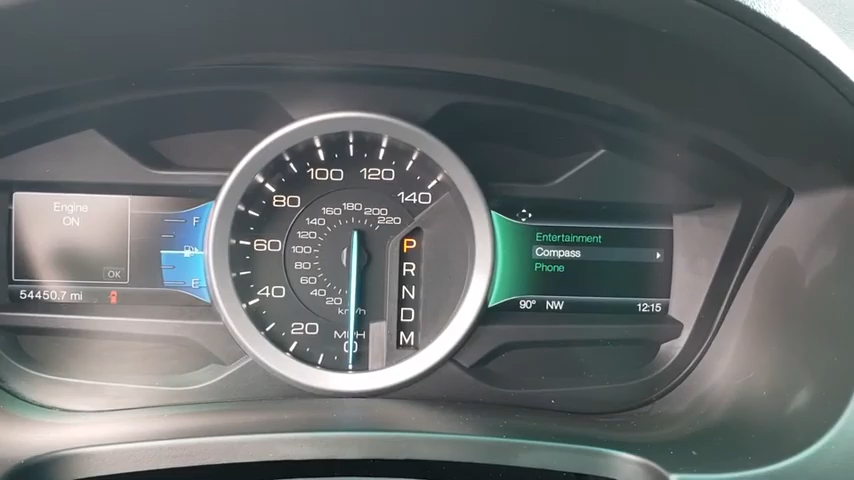 Engine
ON
OK
54450.7 mi
F
E
100 120
80
140
60
40
20
MPH
0
180
160 200
140 220
120
100
80
60
40
20
km/h
P
R
N
D
M
Entertainment
Compass
Phone
90° NW
12:15